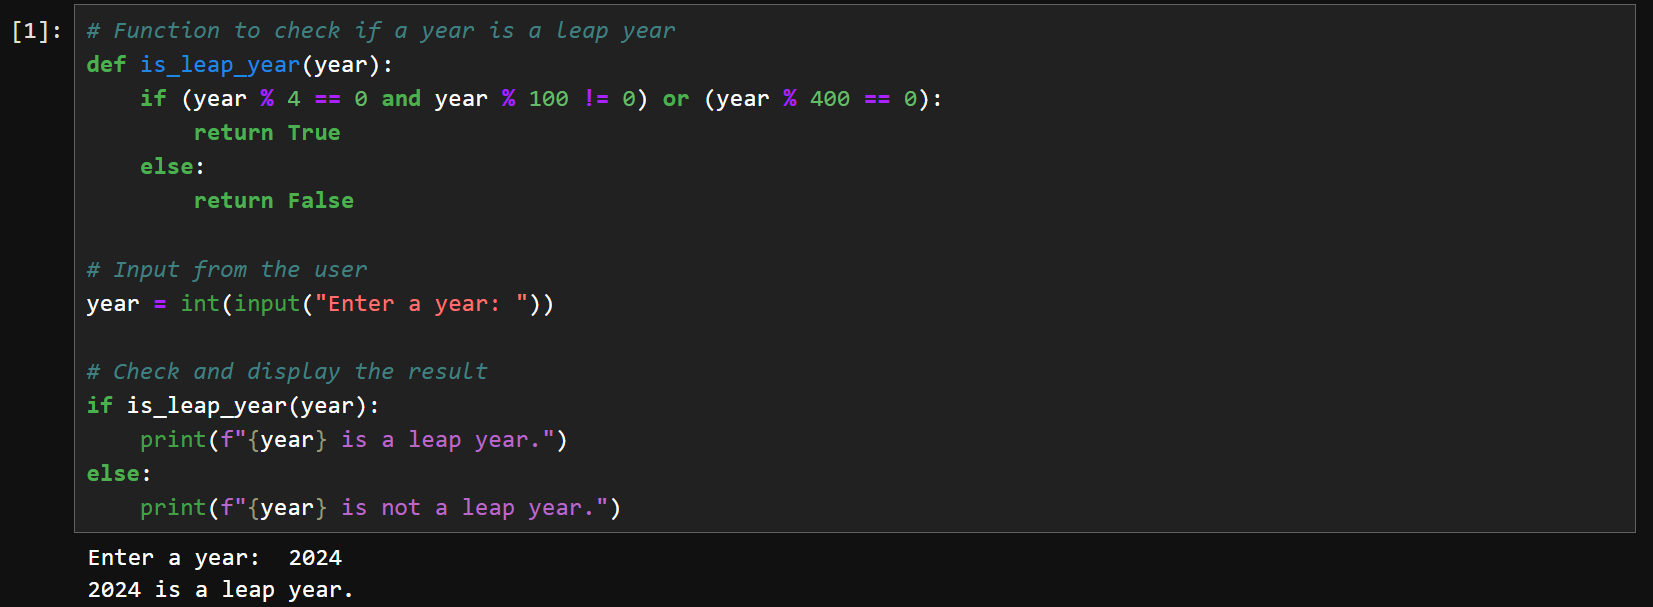 [1]:
# Function to check if a year is a leap year
def is_leap_year(year):
    if (year % 4 == 0 and year % 100 != 0) or (year % 400 == 0):
        return True
    else:
        return False
# Input from the user
year = int(input("Enter a year: "))
# Check and display the result
if is_leap_year(year):
    print(f"{year} is a leap year.")
else:
    print(f"{year} is not a leap year.")
Enter a year:  2024
2024 is a leap year.